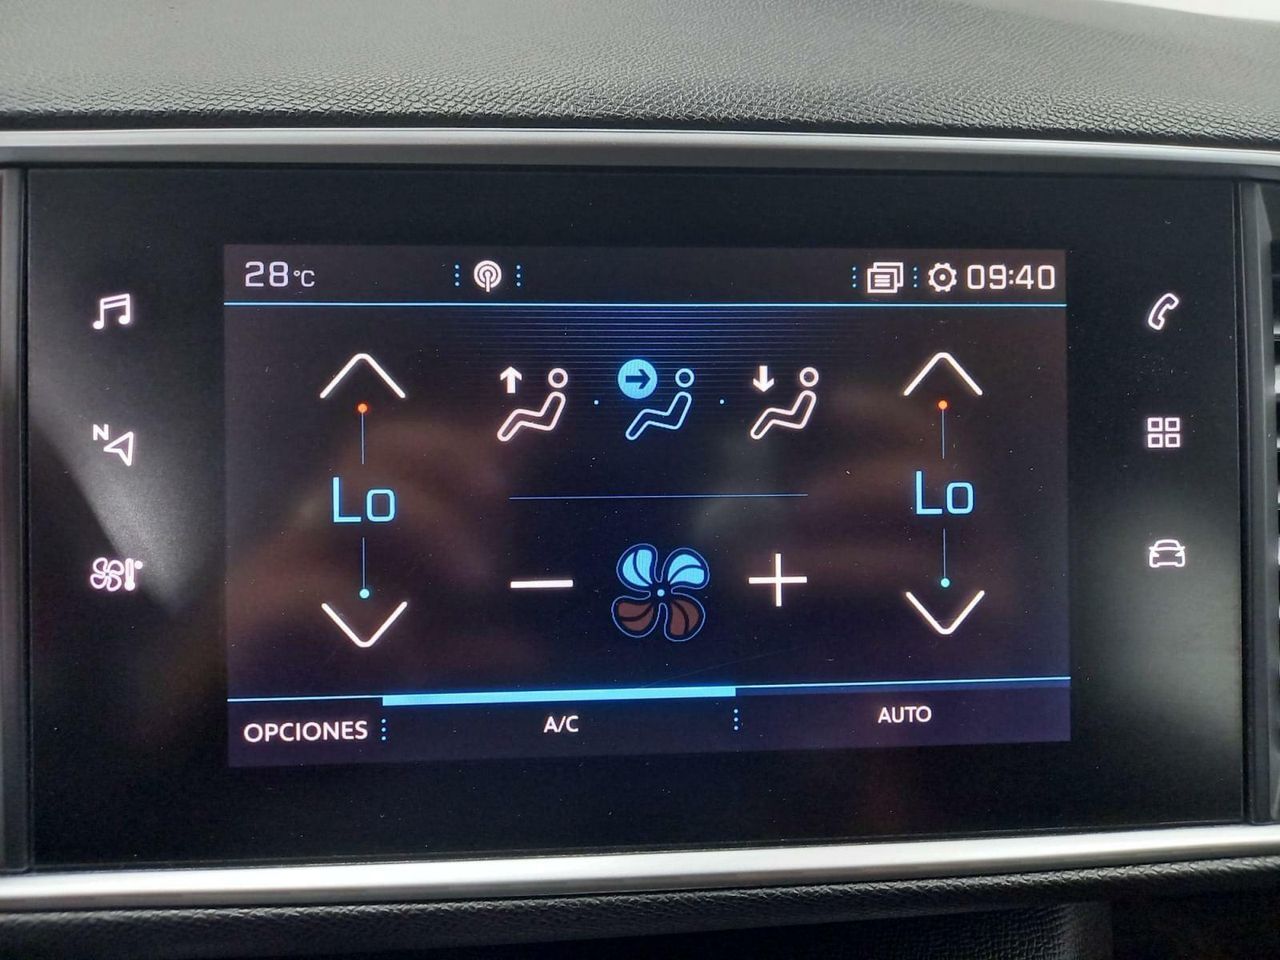 28°C
09:40
N
Lo
Lo
OPCIONES
A/C
AUTO